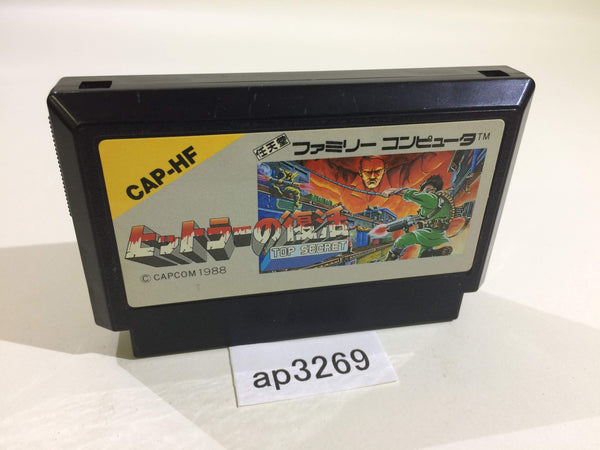 CAP-HF
任天堂 ファミリーコンピュータ™
ヒットラーの復活
TOP SECRET
© CAPCOM 1988
ap3269